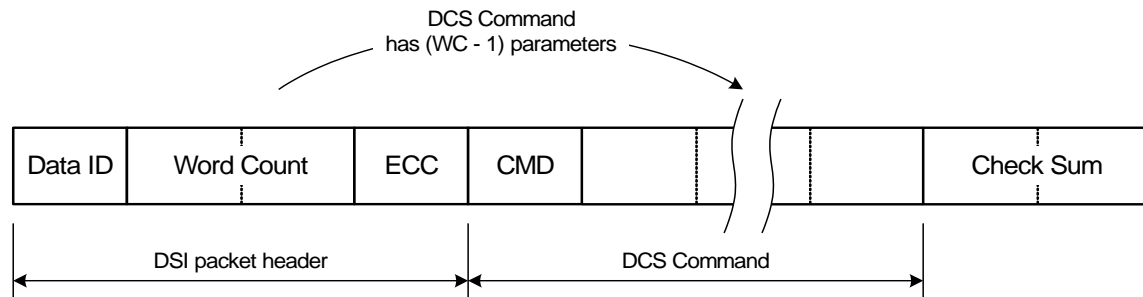 DCS Command
has (WC - 1) parameters
Data ID
Word Count
ECC
CMD
Check Sum
DSI packet header
DCS Command